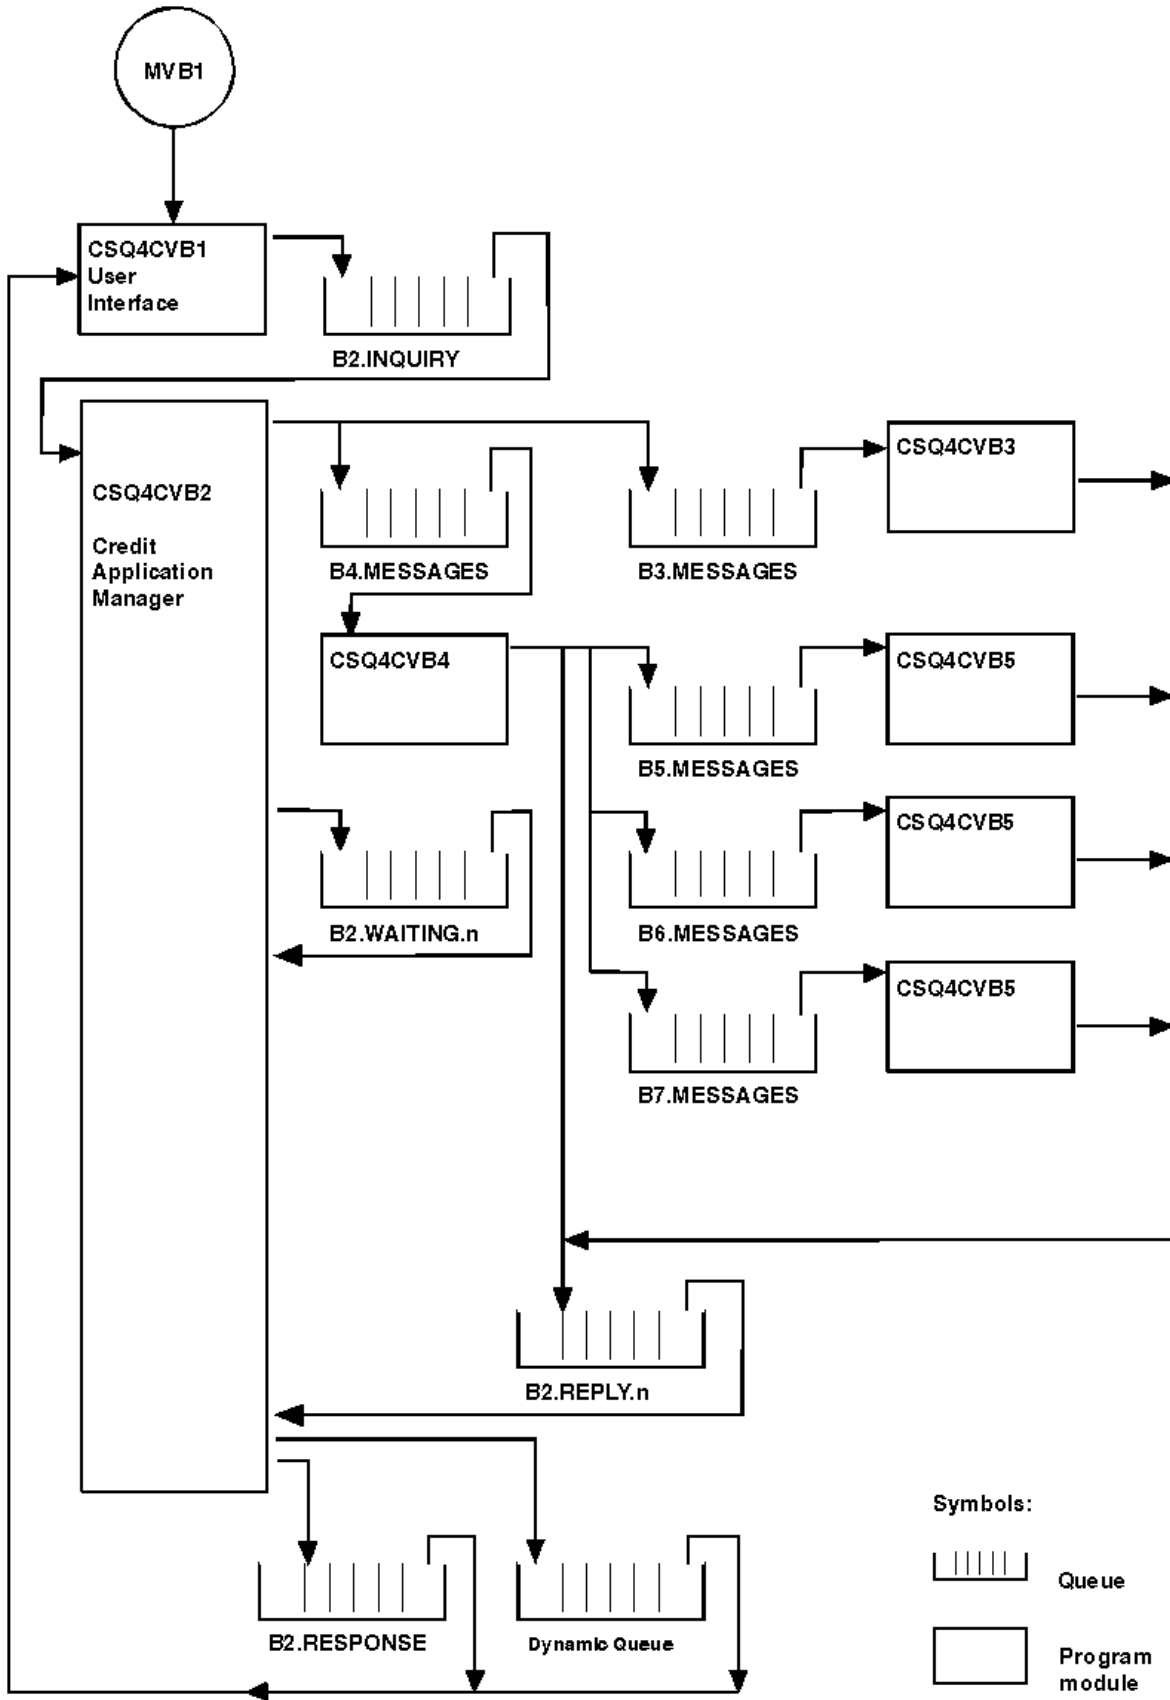 MVB1
CSQ4CVB1
User
Interface
B2.INQUIRY
CSQ4CVB2
Credit
Application
Manager
B4.MESSAGES
B3.MESSAGES
CSQ4CVB3
CSQ4CVB4
B5.MESSAGES
CSQ4CVB5
B2.WAITING.n
B6.MESSAGES
CSQ4CVB5
B7.MESSAGES
CSQ4CVB5
B2.REPLY.n
B2.RESPONSE
Dynamic Queue
Symbols:
Queue
Program
module